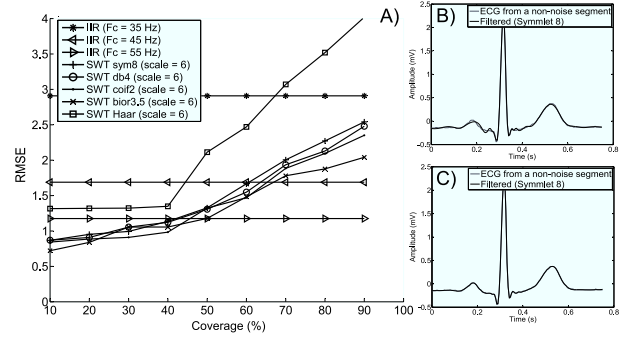 A)
IIR (Fc = 35 Hz)
IIR (Fc = 45 Hz)
IIR (Fc = 55 Hz)
SWT sym8 (scale = 6)
SWT db4 (scale = 6)
SWT coif2 (scale = 6)
SWT bior3.5 (scale = 6)
SWT Haar (scale = 6)
4
3.5
3
2.5
2
1.5
1
0.5
0
RMSE
10 20 30 40 50 60 70 80 90 100
Coverage (%)
B)
ECG from a non-noise segment
Filtered (Symmlet 8)
2
1.5
1
0.5
0
-0.5
Amplitude (mV)
0 0.2 0.4 0.6 0.8
Time (s)
C)
ECG from a non-noise segment
Filtered (Symmlet 8)
2
1.5
1
0.5
0
-0.5
Amplitude (mV)
0 0.2 0.4 0.6 0.8
Time (s)